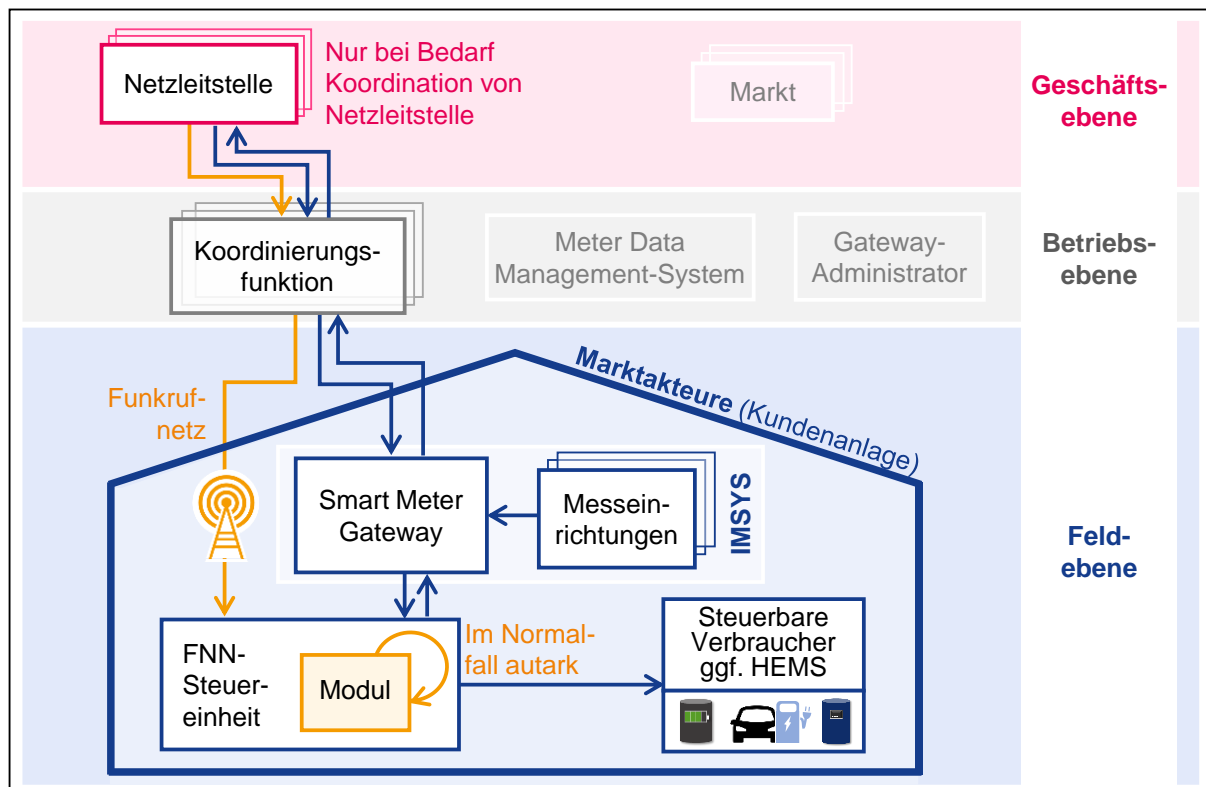 Netzleitstelle
Nur bei Bedarf
Koordination von
Netzleitstelle
Markt
Geschäfts-
ebene
Koordinierungs-
funktion
Meter Data
Management-System
Gateway-
Administrator
Betriebs-
ebene
Funkruf-
netz
Marktakteure (Kundenanlage)
Smart Meter
Gateway
Messein-
richtungen
IMSYS
Feld-
ebene
FNN-
Steuer-
einheit
Modul
Im Normal-
fall autark
Steuerbare
Verbraucher
ggf. HEMS